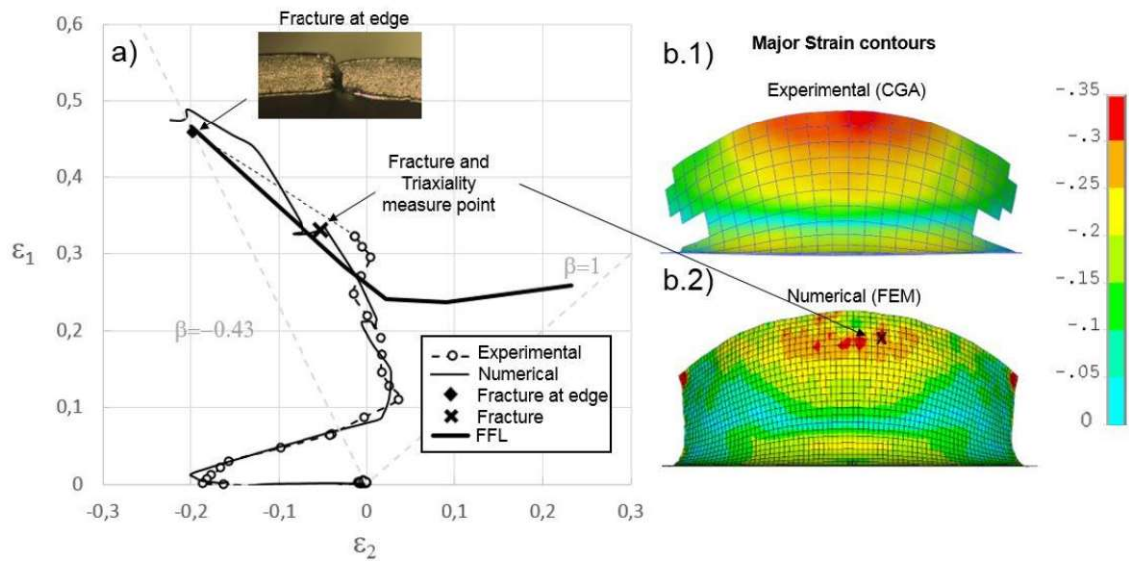 Fracture at edge
a)
0,6
0,5
0,4
0,3
0,2
0,1
0
ε1
Fracture and
Triaxiality
measure point
β=1
β=−0.43
Experimental
Numerical
Fracture at edge
Fracture
FFL
-0,3
-0,2
-0,1
0
0,1
0,2
0,3
ε2
b.1)
Major Strain contours
Experimental (CGA)
b.2)
Numerical (FEM)
-.35
-.3
-.25
-.2
-.15
-.1
-.05
0